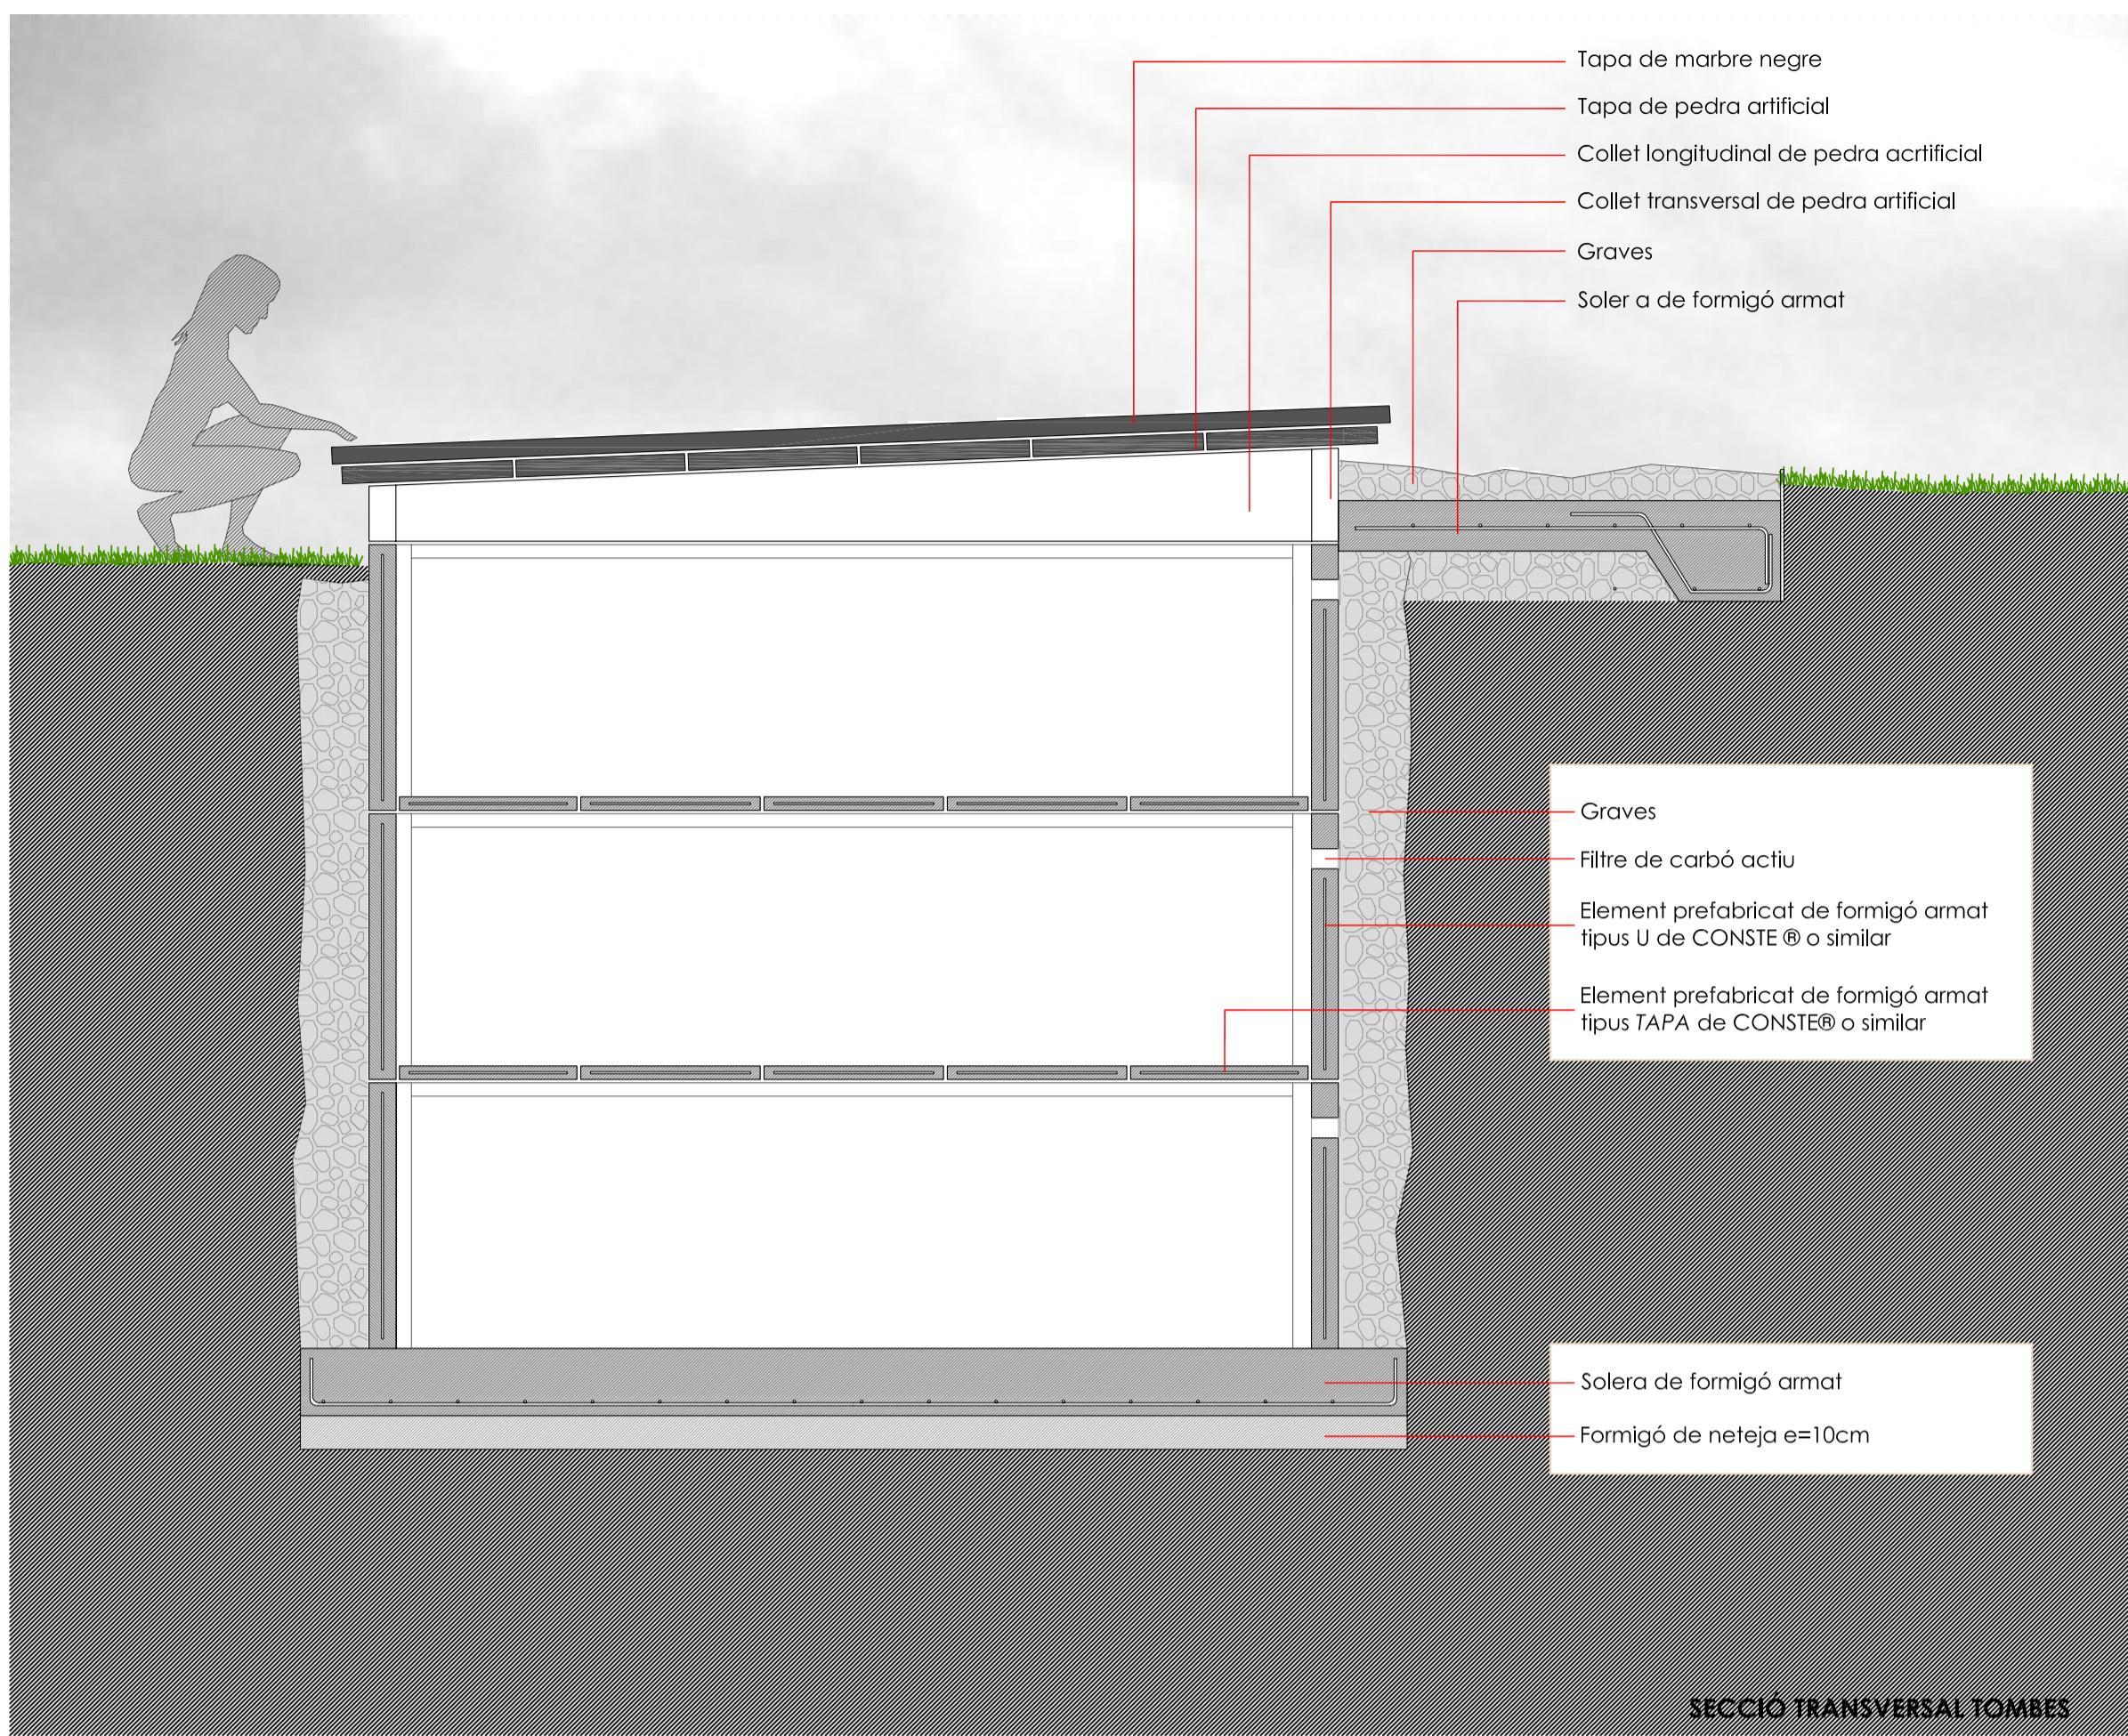 Tapa de marbre negre
Tapa de pedra artificial
Collet longitudinal de pedra acrtificial
Collet transversal de pedra artificial
Graves
Soler a de formigó armat
Graves
Filtre de carbó actiu
Element prefabricat de formigó armat
tipus U de CONSTE ® o similar
Element prefabricat de formigó armat
tipus TAPA de CONSTE® o similar
Solera de formigó armat
Formigó de neteja e=10cm
SECCIÓ TRANSVERSAL TOMBES